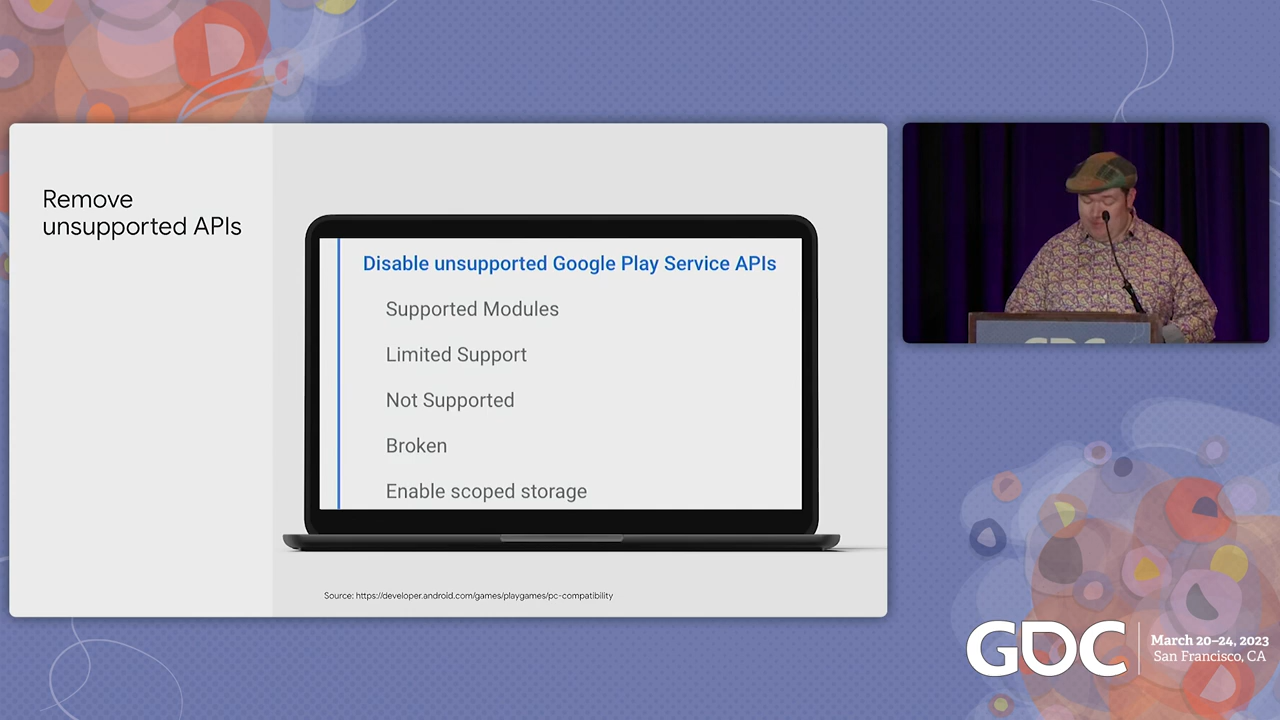 Remove
unsupported APIs
Disable unsupported Google Play Service APIs
Supported Modules
Limited Support
Not Supported
Broken
Enable scoped storage
Source: https://developer.android.com/games/playgames/pc-compatibility
GDC
GDC
March 20–24, 2023
San Francisco, CA